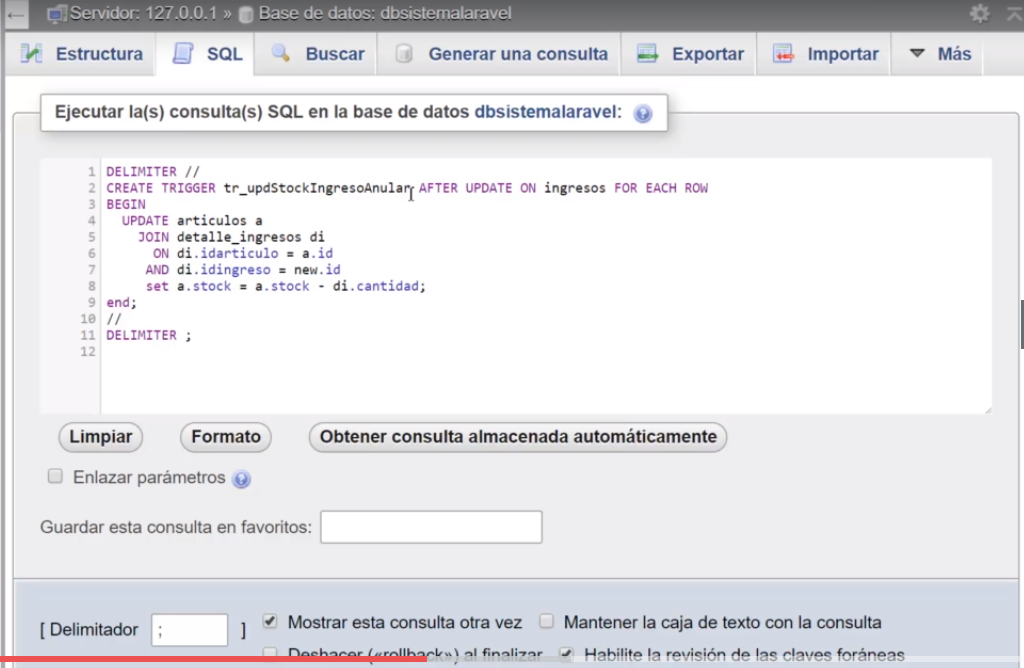 Servidor: 127.0.0.1 » Base de datos: dbsistemalaravel
Estructura SQL Buscar Generar una consulta Exportar Importar Más
Ejecutar la(s) consulta(s) SQL en la base de datos dbsistemalaravel:
1 DELIMITER //
2 CREATE TRIGGER tr_updStockIngresoAnular AFTER UPDATE ON ingresos FOR EACH ROW
3 BEGIN
4 UPDATE articulos a
5 JOIN detalle_ingresos di
6 ON di.idarticulo = a.id
7 AND di.idingreso = new.id
8 set a.stock = a.stock - di.cantidad;
9 end;
10 //
11 DELIMITER ;
12
Limpiar Formato Obtener consulta almacenada automáticamente
Enlazar parámetros
Guardar esta consulta en favoritos:
[ Delimitador ; ] Mostrar esta consulta otra vez Mantener la caja de texto con la consulta
Deshacer («rollback») al finalizar Habilite la revisión de las claves foráneas